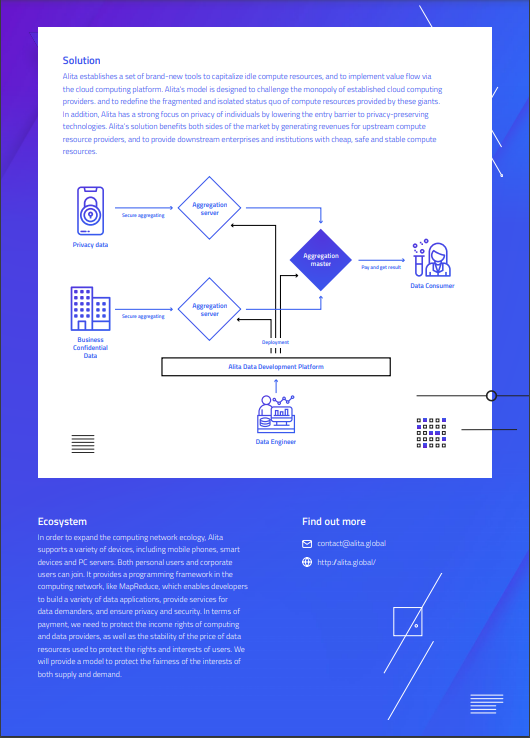 Solution
Alita establishes a set of brand-new tools to capitalize idle compute resources, and to implement value flow via
the cloud computing platform. Alita's model is designed to challenge the monopoly of established cloud computing
providers. and to redefine the fragmented and isolated status quo of compute resources provided by these giants.
In addition, Alita has a strong focus on privacy of individuals by lowering the entry barrier to privacy-preserving
technologies. Alita's solution benefits both sides of the market by generating revenues for upstream compute
resource providers, and to provide downstream enterprises and institutions with cheap, safe and stable compute
resources.
Privacy data
Secure aggregating
Aggregation
server
Aggregation
master
Pay and get result
Data Consumer
Business
Confidential
Data
Secure aggregating
Aggregation
server
Deployment
Alita Data Development Platform
Data Engineer
Ecosystem
In order to expand the computing network ecology, Alita
supports a variety of devices, including mobile phones, smart
devices and PC servers. Both personal users and corporate
users can join. It provides a programming framework in the
computing network, like MapReduce, which enables developers
to build a variety of data applications, provide services for
data demanders, and ensure privacy and security. In terms of
payment, we need to protect the income rights of computing
and data providers, as well as the stability of the price of data
resources used to protect the rights and interests of users. We
will provide a model to protect the fairness of the interests of
both supply and demand.
Find out more
contact@alita.global
http://alita.global/